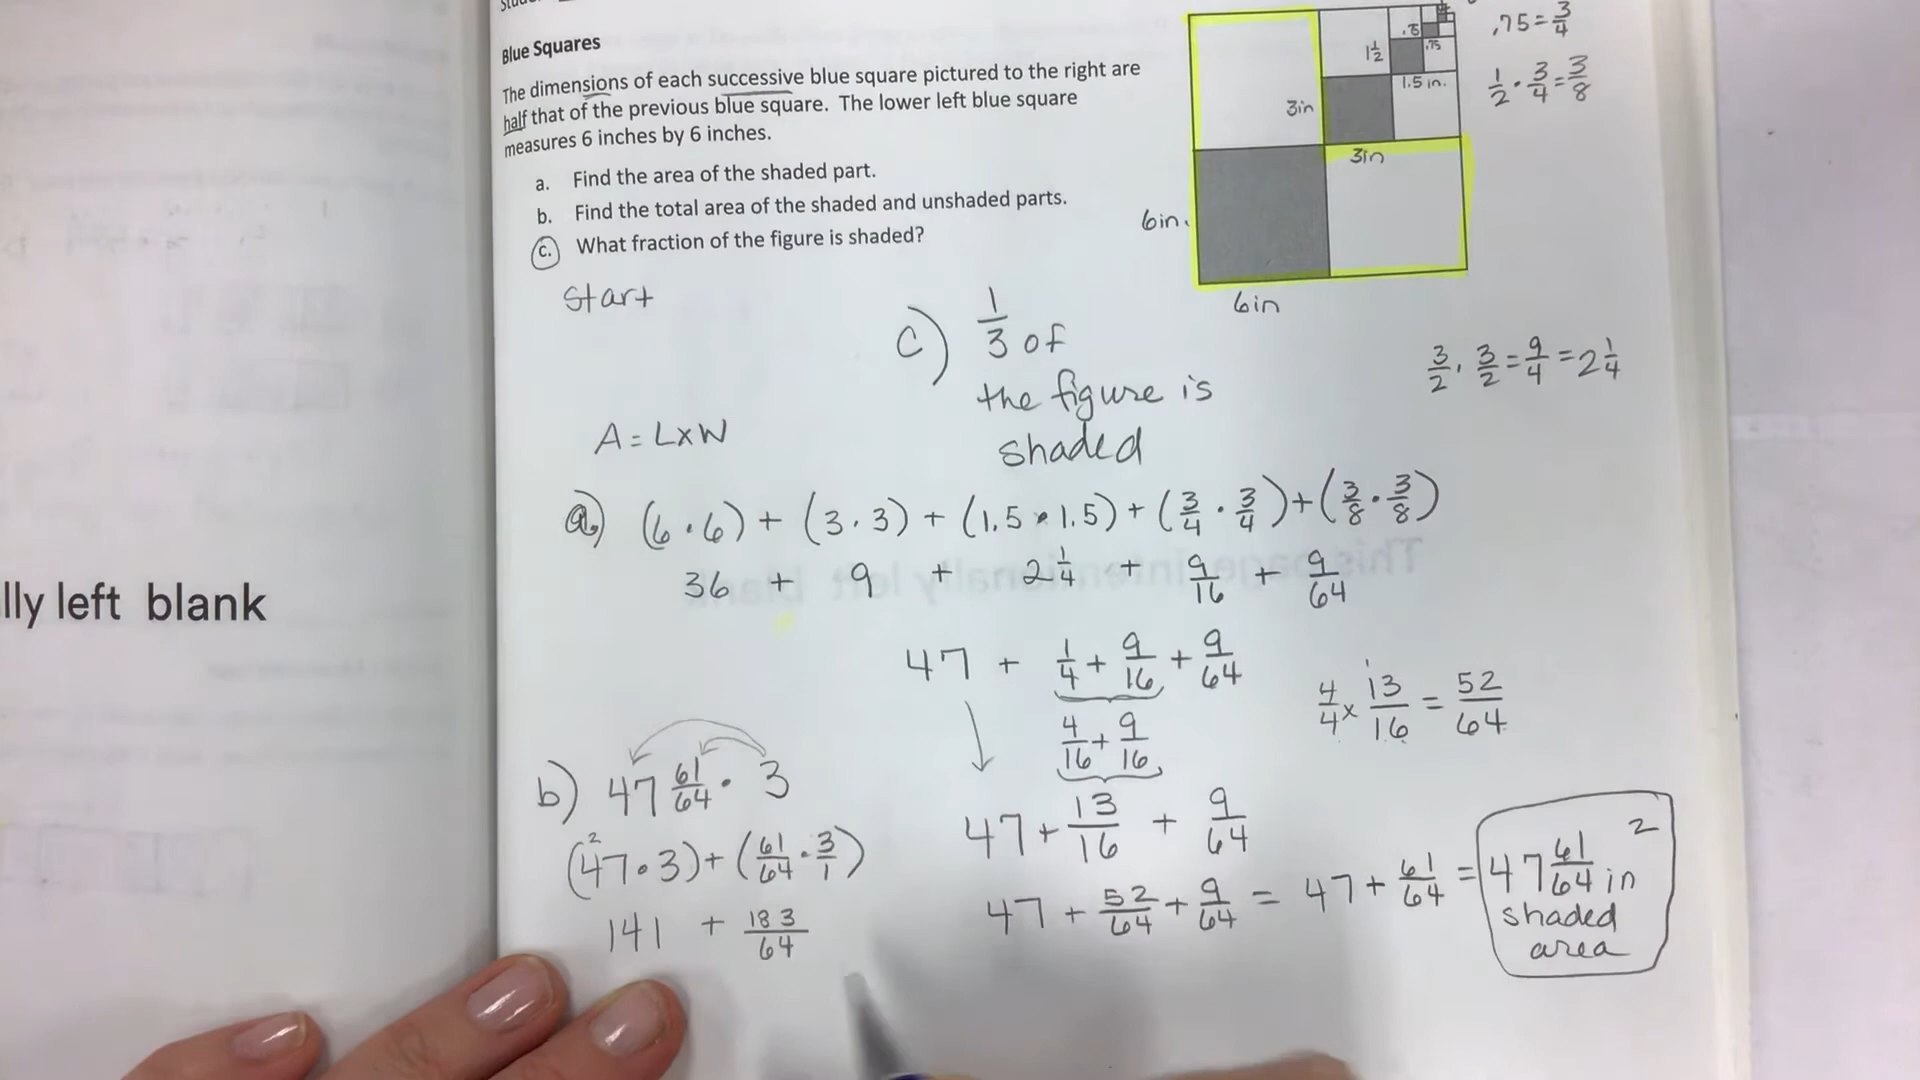 Blue Squares
The dimensions of each successive blue square pictured to the right are
half that of the previous blue square. The lower left blue square
measures 6 inches by 6 inches.
a. Find the area of the shaded part.
b. Find the total area of the shaded and unshaded parts.
c. What fraction of the figure is shaded?
start
3in
1 1/2
.75
.75
1.5 in.
3in
6in.
6in
.75 = 3/4
1/2 · 3/4 = 3/8
3/2 · 3/2 = 9/4 = 2 1/4
c) 1/3 of
the figure is
shaded
A = L x W
a) (6 · 6) + (3 · 3) + (1.5 · 1.5) + (3/4 · 3/4) + (3/8 · 3/8)
36 + 9 + 2 1/4 + 9/16 + 9/64
47 + 1/4 + 9/16 + 9/64
4/16 + 9/16
4/4 x 13/16 = 52/64
47 + 13/16 + 9/64
47 + 52/64 + 9/64 = 47 + 61/64 = 47 61/64 in 2
shaded
area
b) 47 61/64 · 3
2
(47 · 3) + (61/64 · 3/1)
141 + 183/64
lly left blank